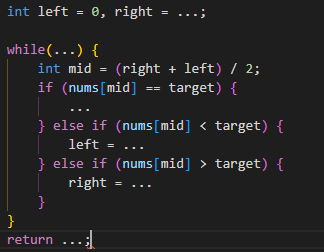 int left = 0, right = ...;
while(...) {
int mid = (right + left) / 2;
if (nums[mid] == target) {
...
} else if (nums[mid] < target) {
left = ...
} else if (nums[mid] > target) {
right = ...
}
}
return ...;